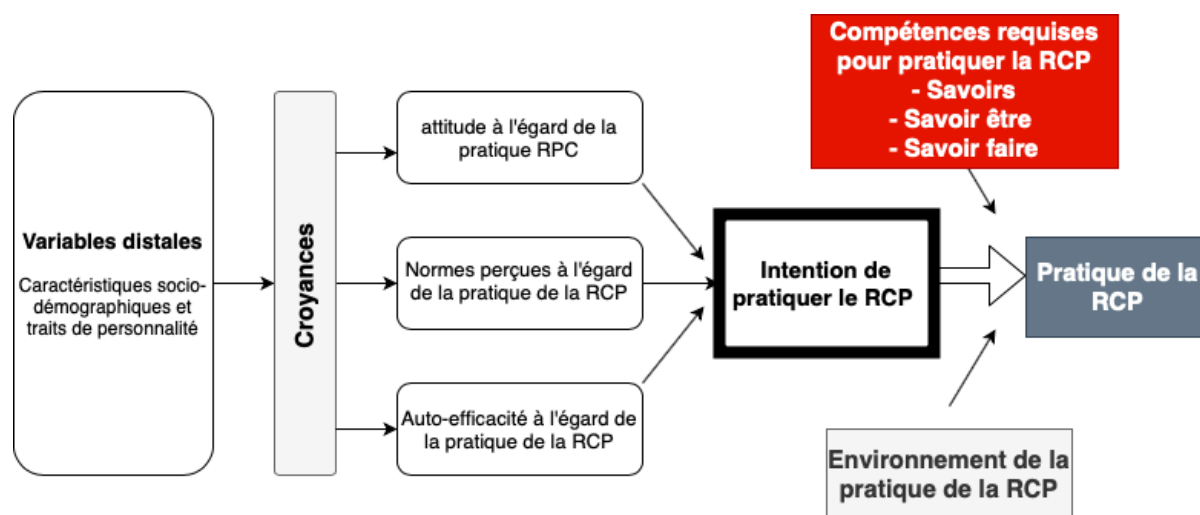 Variables distales
Caractéristiques socio-
démographiques et
traits de personnalité
Croyances
attitude à l'égard de la
pratique RPC
Normes perçues à l'égard
de la pratique de la RCP
Auto-efficacité à l'égard de
la pratique de la RCP
Intention de
pratiquer le RCP
Compétences requises
pour pratiquer la RCP
- Savoirs
- Savoir être
- Savoir faire
Pratique de la
RCP
Environnement de la
pratique de la RCP